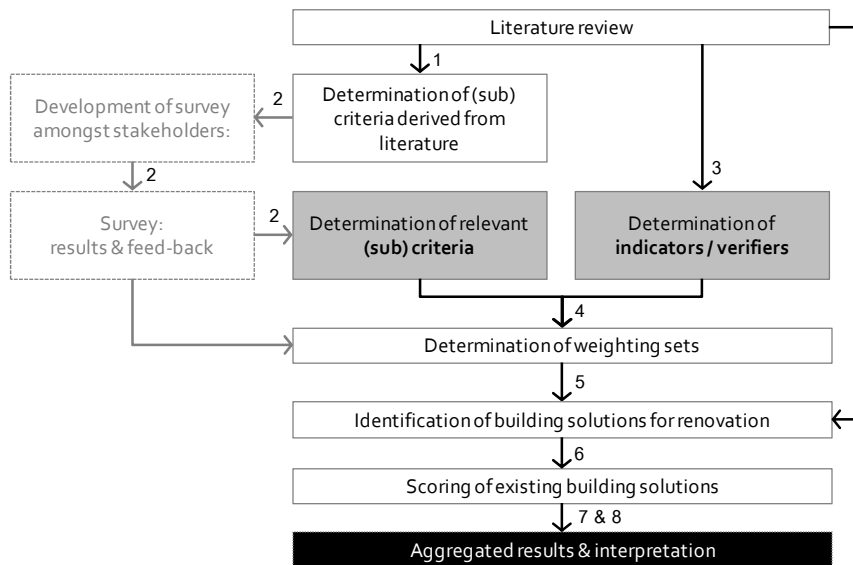 Literature review
1
Development of survey
amongst stakeholders:
2
Determination of (sub)
criteria derived from
literature
2
3
Survey:
results & feed-back
2
Determination of relevant
(sub) criteria
Determination of
indicators / verifiers
4
Determination of weighting sets
5
Identification of building solutions for renovation
6
Scoring of existing building solutions
7 & 8
Aggregated results & interpretation